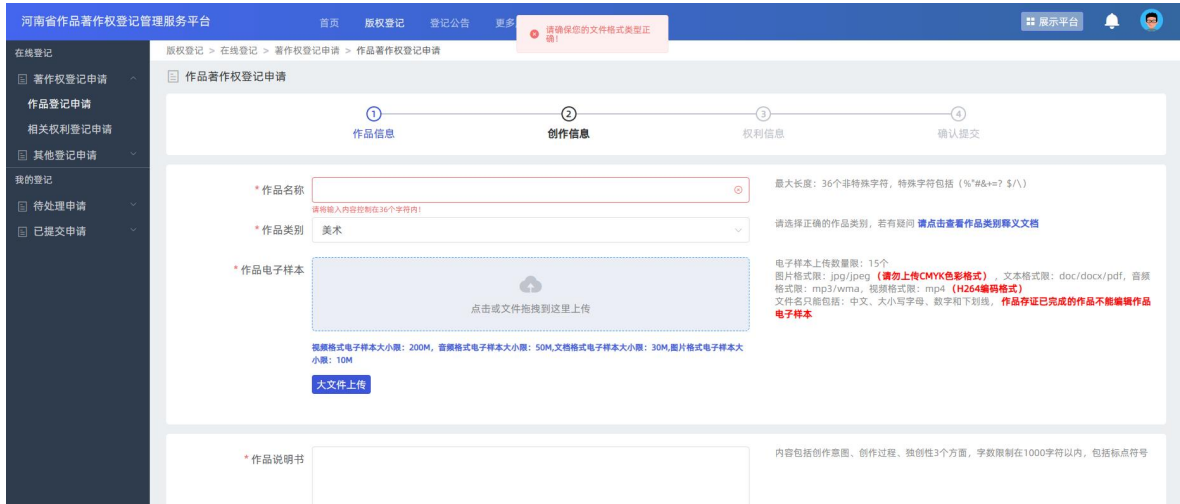 河南省作品著作权登记管理服务平台
首页 版权登记 登记公告 更多
请确保您的文件格式类型正
确!
展示平台
在线登记
著作权登记申请
作品登记申请
相关权利登记申请
其他登记申请
我的登记
待处理申请
已提交申请
版权登记 > 在线登记 > 著作权登记申请 > 作品著作权登记申请
作品著作权登记申请
1 2 3 4
作品信息 创作信息 权利信息 确认提交
* 作品名称
请将输入内容控制在36个字符内!
最大长度：36个非特殊字符，特殊字符包括（%"#&+=? $/\）
* 作品类别 美术
请选择正确的作品类别，若有疑问 请点击查看作品类别释义文档
* 作品电子样本
点击或文件拖拽到这里上传
电子样本上传数量限：15个
图片格式限：jpg/jpeg（请勿上传CMYK色彩格式），文本格式限：doc/docx/pdf，音频
格式限：mp3/wma，视频格式限：mp4（H264编码格式）
文件名只能包括：中文、大小写字母、数字和下划线，作品存证已完成的作品不能编辑作品
电子样本
视频格式电子样本大小限：200M，音频格式电子样本大小限：50M,文档格式电子样本大小限：30M,图片格式电子样本大
小限：10M
大文件上传
* 作品说明书
内容包括创作意图、创作过程、独创性3个方面，字数限制在1000字符以内，包括标点符号